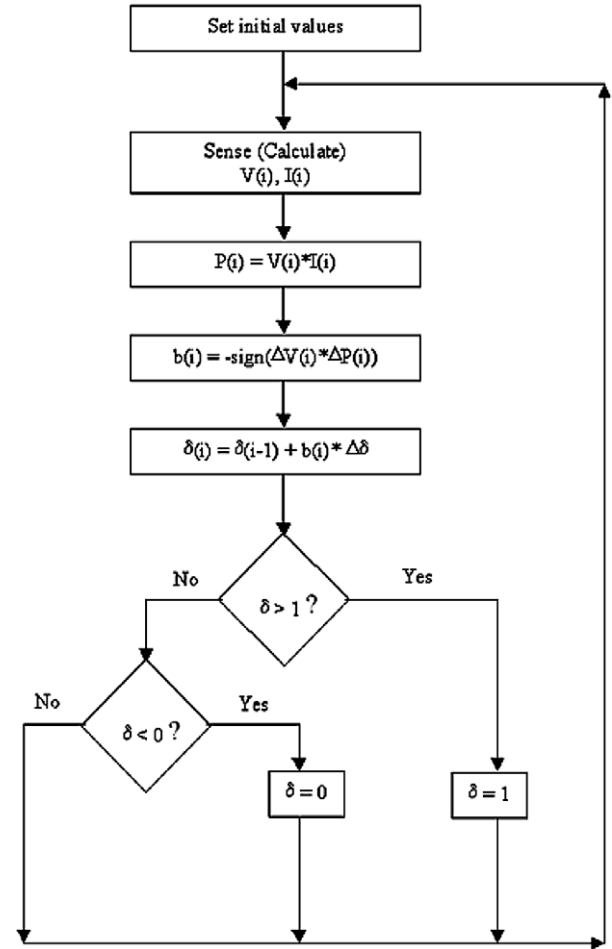 Set initial values
Sense (Calculate)
V(i), I(i)
P(i) = V(i)*I(i)
b(i) = -sign(ΔV(i)*ΔP(i))
δ(i) = δ(i-1) + b(i)* Δδ
No
Yes
δ > 1 ?
No
Yes
δ < 0 ?
δ = 0
δ = 1